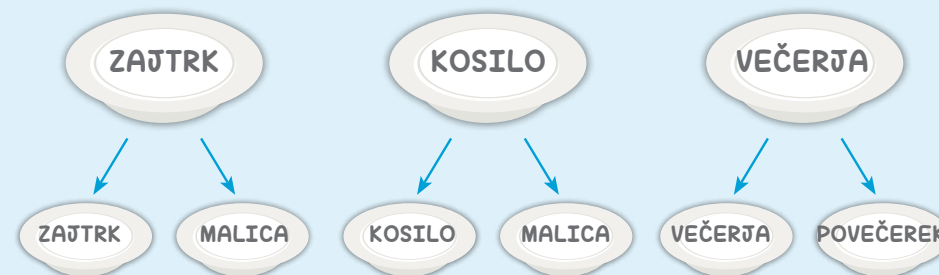 ZAJTRK KOSILO VEČERJA
ZAJTRK MALICA KOSILO MALICA VEČERJA POVEČEREK